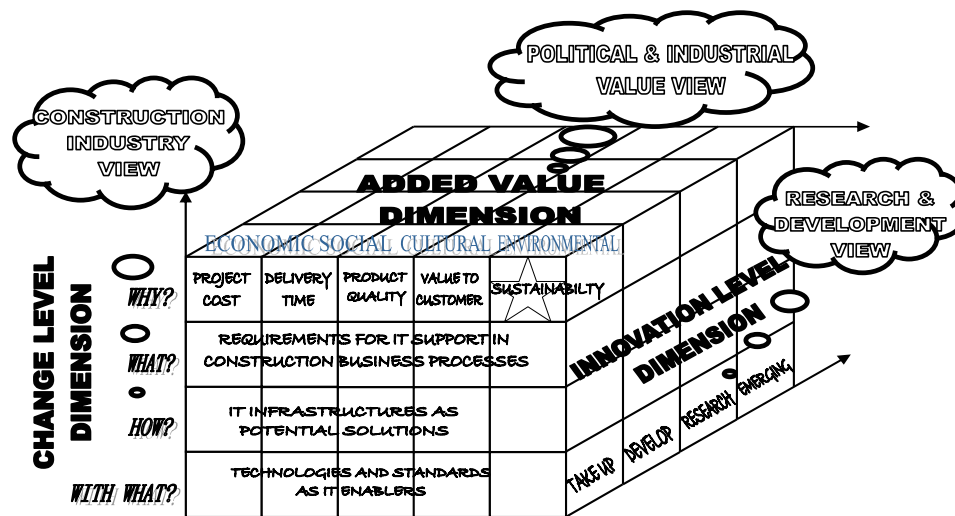 POLITICAL & INDUSTRIAL
VALUE VIEW
CONSTRUCTION
INDUSTRY
VIEW
RESEARCH &
DEVELOPMENT
VIEW
ADDED VALUE
DIMENSION
ECONOMIC SOCIAL CULTURAL ENVIRONMENTAL
CHANGE LEVEL
DIMENSION
INNOVATION LEVEL
DIMENSION
WHY?
PROJECT
COST
DELIVERY
TIME
PRODUCT
QUALITY
VALUE TO
CUSTOMER
SUSTAINABILTY
WHAT?
REQUIREMENTS FOR IT SUPPORT IN
CONSTRUCTION BUSINESS PROCESSES
HOW?
IT INFRASTRUCTURES AS
POTENTIAL SOLUTIONS
WITH WHAT?
TECHNOLOGIES AND STANDARDS
AS IT ENABLERS
TAKE UP
DEVELOP
RESEARCH
EMERGING